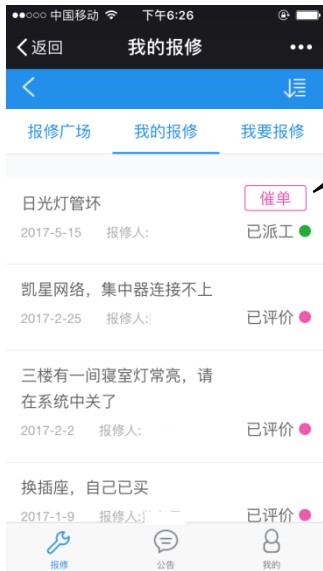 中国移动 下午6:26
返回 我的报修
报修广场 我的报修 我要报修
日光灯管坏 催单
2017-5-15 报修人: 已派工
凯星网络，集中器连接不上
2017-2-25 报修人: 已评价
三楼有一间寝室灯常亮，请
在系统中关了
2017-2-2 报修人: 已评价
换插座，自己已买
2017-1-9 报修人: 已评价
报修 公告 我的